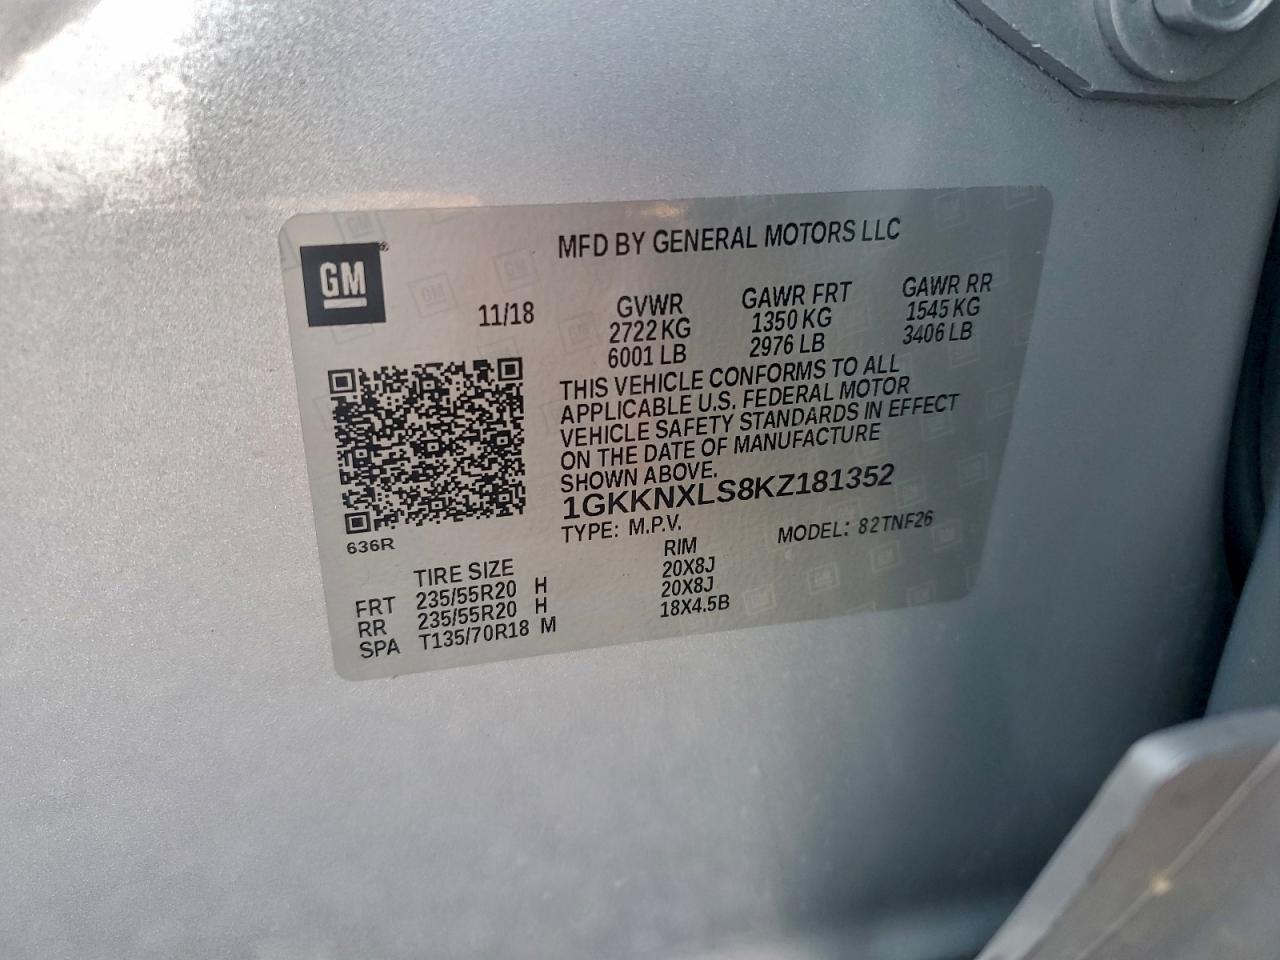 GM®
MFD BY GENERAL MOTORS LLC
11/18
GVWR GAWR FRT GAWR RR
2722 KG 1350 KG 1545 KG
6001 LB 2976 LB 3406 LB
THIS VEHICLE CONFORMS TO ALL
APPLICABLE U.S. FEDERAL MOTOR
VEHICLE SAFETY STANDARDS IN EFFECT
ON THE DATE OF MANUFACTURE
SHOWN ABOVE.
1GKKNXLS8KZ181352
TYPE: M.P.V. MODEL: 82TNF26
636R
TIRE SIZE RIM
FRT 235/55R20 H 20X8J
RR 235/55R20 H 20X8J
SPA T135/70R18 M 18X4.5B